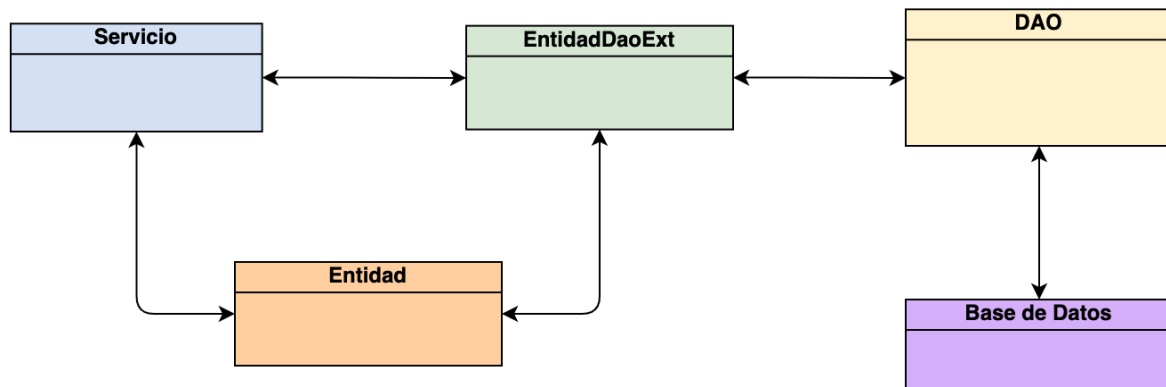 Servicio
EntidadDaoExt
DAO
Entidad
Base de Datos